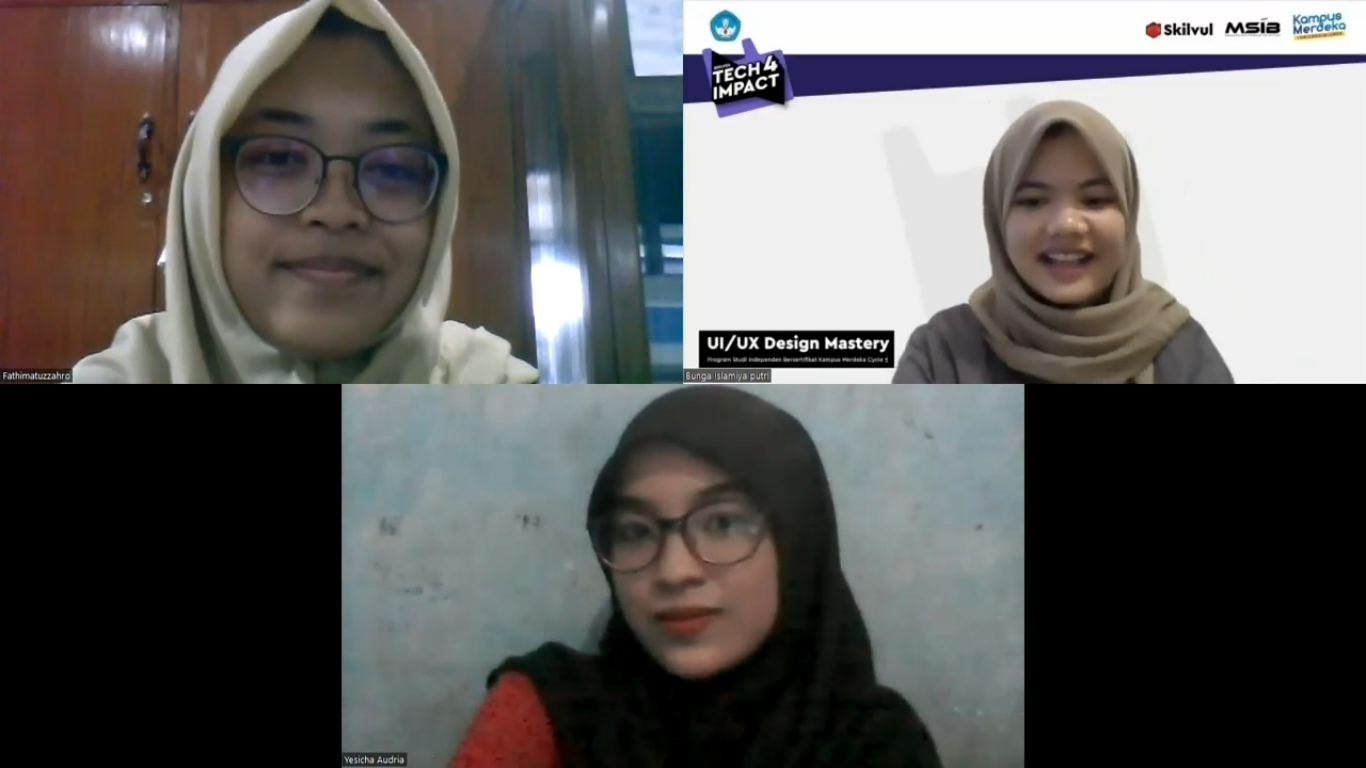 Fathimatuzzahro
Skilvul
MSIB
Kampus
Merdeka
TECH 4
IMPACT
UI/UX Design Mastery
Program Studi Independen Bersertifikat Kampus Merdeka Cycle 5
Bunga islamiya putri
Yesicha Audria